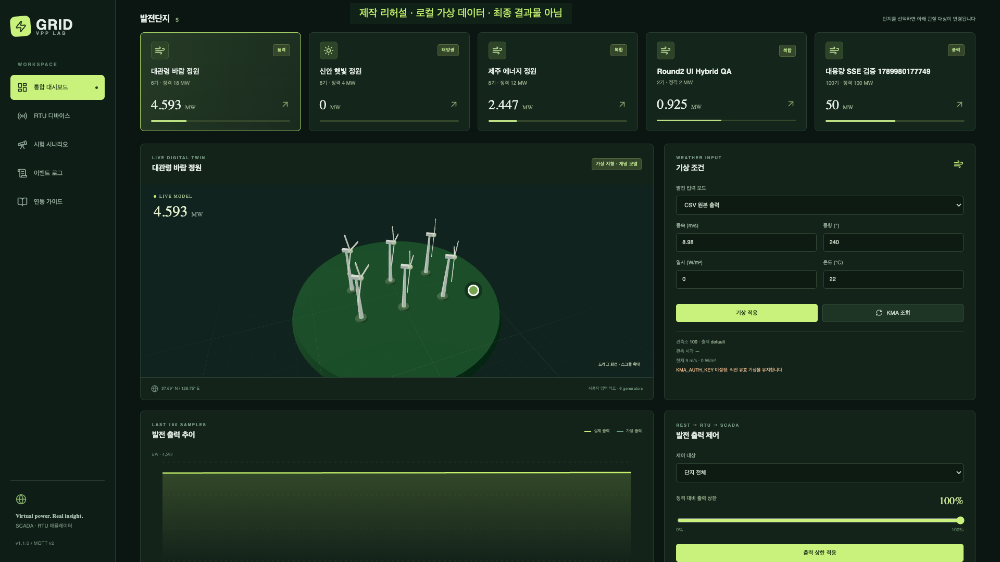 GRID
VPP LAB
WORKSPACE
통합 대시보드
RTU 디바이스
시험 시나리오
이벤트 로그
연동 가이드
Virtual power. Real insight.
SCADA · RTU 에뮬레이터
v1.1.0 / MQTT v2
제작 리허설 · 로컬 가상 데이터 · 최종 결과물 아님
발전단지 5
단지를 선택하면 아래 관찰 대상이 변경됩니다
풍력
대관령 바람 정원
6기 · 정격 18 MW
4.593 MW
태양광
신안 햇빛 정원
8기 · 정격 4 MW
0 MW
복합
제주 에너지 정원
8기 · 정격 12 MW
2.447 MW
복합
Round2 UI Hybrid QA
2기 · 정격 2 MW
0.925 MW
풍력
대용량 SSE 검증 1789980177749
100기 · 정격 100 MW
50 MW
LIVE DIGITAL TWIN
대관령 바람 정원
가상 지형 · 개념 모델
LIVE MODEL
4.593 MW
드래그 회전 · 스크롤 확대
37.69° N / 128.75° E
사용자 입력 좌표 · 6 generators
WEATHER INPUT
기상 조건
발전 입력 모드
CSV 원본 출력
풍속 (m/s)
풍향 (°)
8.98
240
일사 (W/m²)
온도 (°C)
0
22
기상 적용
KMA 조회
관측소 100 · 출처 default
관측 시각 —
현재 9 m/s · 0 W/m²
KMA_AUTH_KEY 미설정: 직전 유효 기상을 유지합니다
LAST 180 SAMPLES
발전 출력 추이
실제 출력
가용 출력
kW · 4,593
REST → RTU → SCADA
발전 출력 제어
제어 대상
단지 전체
정격 대비 출력 상한
100%
0%
100%
출력 상한 적용